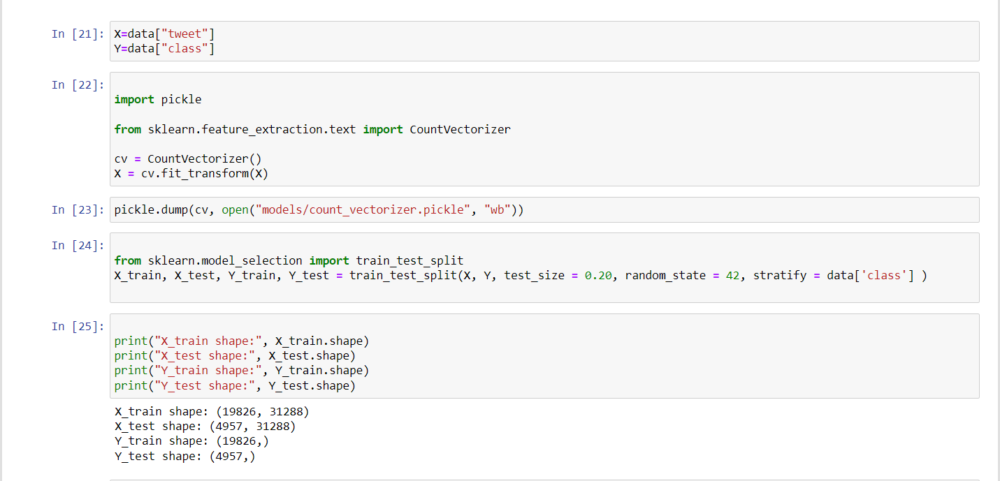 In [21]: X=data["tweet"]
Y=data["class"]
In [22]:
import pickle
from sklearn.feature_extraction.text import CountVectorizer
cv = CountVectorizer()
X = cv.fit_transform(X)
In [23]: pickle.dump(cv, open("models/count_vectorizer.pickle", "wb"))
In [24]:
from sklearn.model_selection import train_test_split
X_train, X_test, Y_train, Y_test = train_test_split(X, Y, test_size = 0.20, random_state = 42, stratify = data['class'] )
In [25]:
print("X_train shape:", X_train.shape)
print("X_test shape:", X_test.shape)
print("Y_train shape:", Y_train.shape)
print("Y_test shape:", Y_test.shape)
X_train shape: (19826, 31288)
X_test shape: (4957, 31288)
Y_train shape: (19826,)
Y_test shape: (4957,)